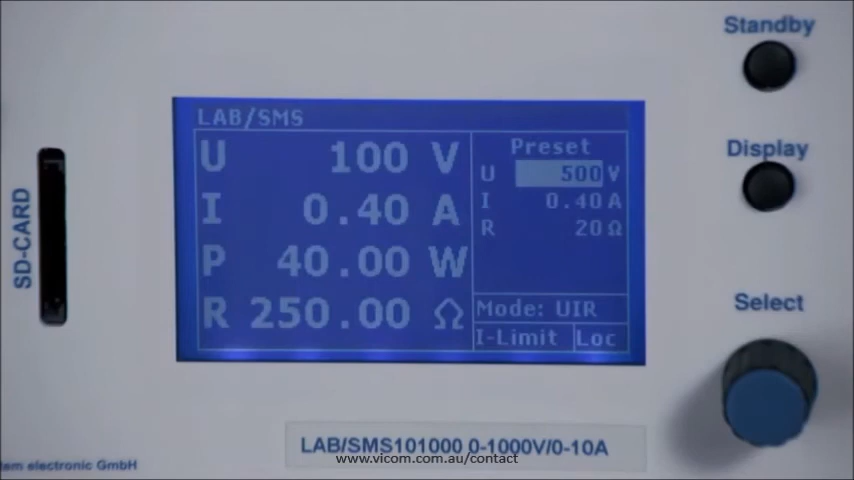 Standby
LAB/SMS
U 100 V
I 0.40 A
P 40.00 W
R 250.00 Ω
Preset
U 500 V
I 0.40 A
R 20 Ω
Mode: UIR
I-Limit Loc
Display
SD-CARD
Select
LAB/SMS101000 0-1000V/0-10A
electronic GmbH
www.vicom.com.au/contact